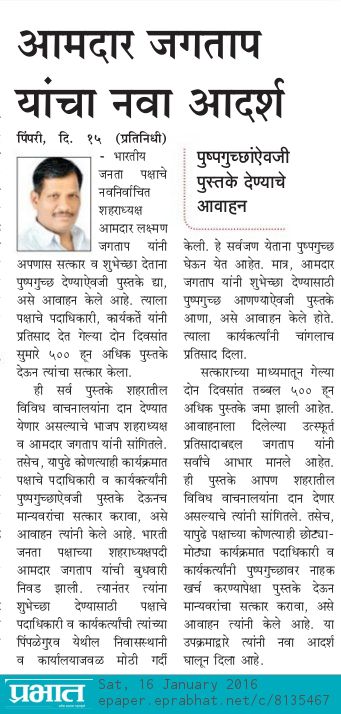 आमदार जगताप
यांचा नवा आदर्श
पिंपरी, दि. १५ (प्रतिनिधी)
- भारतीय
जनता पक्षाचे
नवनिर्वाचित
शहराध्यक्ष
आमदार लक्ष्मण
जगताप यांनी
अपणास सत्कार व शुभेच्छा देताना
पुष्पगुच्छ देण्याऐवजी पुस्तके द्या,
असे आवाहन केले आहे. त्याला
पक्षाचे पदाधिकारी, कार्यकर्ते यांनी
प्रतिसाद देत गेल्या दोन दिवसांत
सुमारे ५०० हून अधिक पुस्तके
देऊन त्यांचा सत्कार केला.
ही सर्व पुस्तके शहरातील
विविध वाचनालयांना दान देण्यात
येणार असल्याचे भाजप शहराध्यक्ष
व आमदार जगताप यांनी सांगितले.
तसेच, यापुढे कोणत्याही कार्यक्रमात
पक्षाचे पदाधिकारी व कार्यकर्त्यांनी
पुष्पगुच्छाऐवजी पुस्तके देऊनच
मान्यवरांचा सत्कार करावा, असे
आवाहन त्यांनी केले आहे. भारती
जनता पक्षाच्या शहराध्यक्षपदी
आमदार जगताप यांची बुधवारी
निवड झाली. त्यानंतर त्यांना
शुभेच्छा देण्यासाठी पक्षाचे
पदाधिकारी व कार्यकर्त्यांची त्यांच्या
पिंपळेगुरव येथील निवासस्थानी
व कार्यालयाजवळ मोठी गर्दी
पुष्पगुच्छांऐवजी
पुस्तके देण्याचे
आवाहन
केली. हे सर्वजण येताना पुष्पगुच्छ
घेऊन येत आहेत. मात्र, आमदार
जगताप यांनी शुभेच्छा देण्यासाठी
पुष्पगुच्छ आणण्याऐवजी पुस्तके
आणा, असे आवाहन केले होते.
त्याला कार्यकर्त्यांनी चांगलाच
प्रतिसाद दिला.
सत्काराच्या माध्यमातून गेल्या
दोन दिवसांत तब्बल ५०० हून
अधिक पुस्तके जमा झाली आहेत.
आवाहनाला दिलेल्या उत्स्फूर्त
प्रतिसादाबद्दल जगताप यांनी
सर्वांचे आभार मानले आहेत.
ही पुस्तके आपण शहरातील
विविध वाचनालयांना दान देणार
असल्याचे त्यांनी सांगितले. तसेच,
यापुढे पक्षाच्या कोणत्याही छोट्या-
मोठ्या कार्यक्रमात पदाधिकारी व
कार्यकर्त्यांनी पुष्पगुच्छावर नाहक
खर्च करण्यापेक्षा पुस्तके देऊन
मान्यवरांचा सत्कार करावा, असे
आवाहन त्यांनी केले आहे. या
उपक्रमाद्वारे त्यांनी नवा आदर्श
घालून दिला आहे.
प्रभात
Sat, 16 January 2016
epaper.eprabhat.net/c/8135467